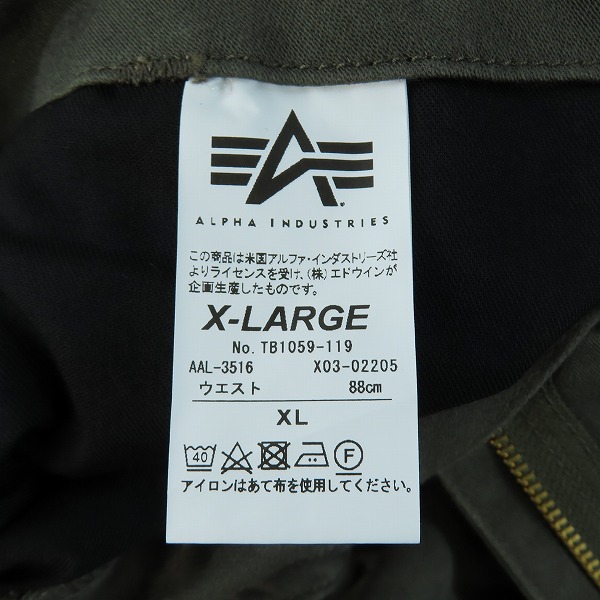 ALPHA INDUSTRIES
この商品は米国アルファ・インダストリーズ社
よりライセンスを受け、(株)エドウインが
企画生産したものです。
X-LARGE
No. TB1059-119
AAL-3516 X03-02205
ウエスト 88cm
XL
40 F
アイロンはあて布を使用してください。